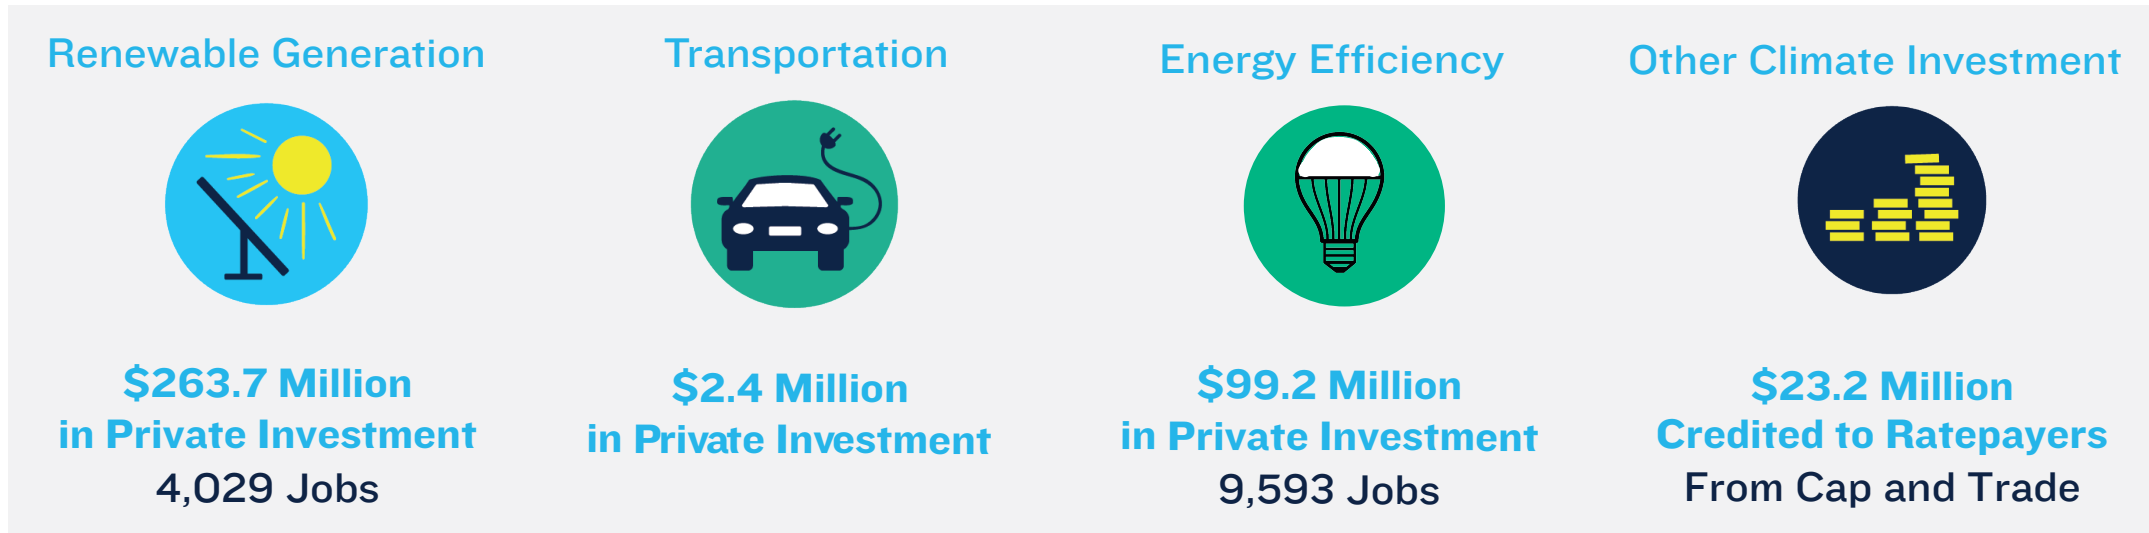 Renewable Generation
$263.7 Million
in Private Investment
4,029 Jobs
Transportation
$2.4 Million
in Private Investment
Energy Efficiency
$99.2 Million
in Private Investment
9,593 Jobs
Other Climate Investment
$23.2 Million
Credited to Ratepayers
From Cap and Trade